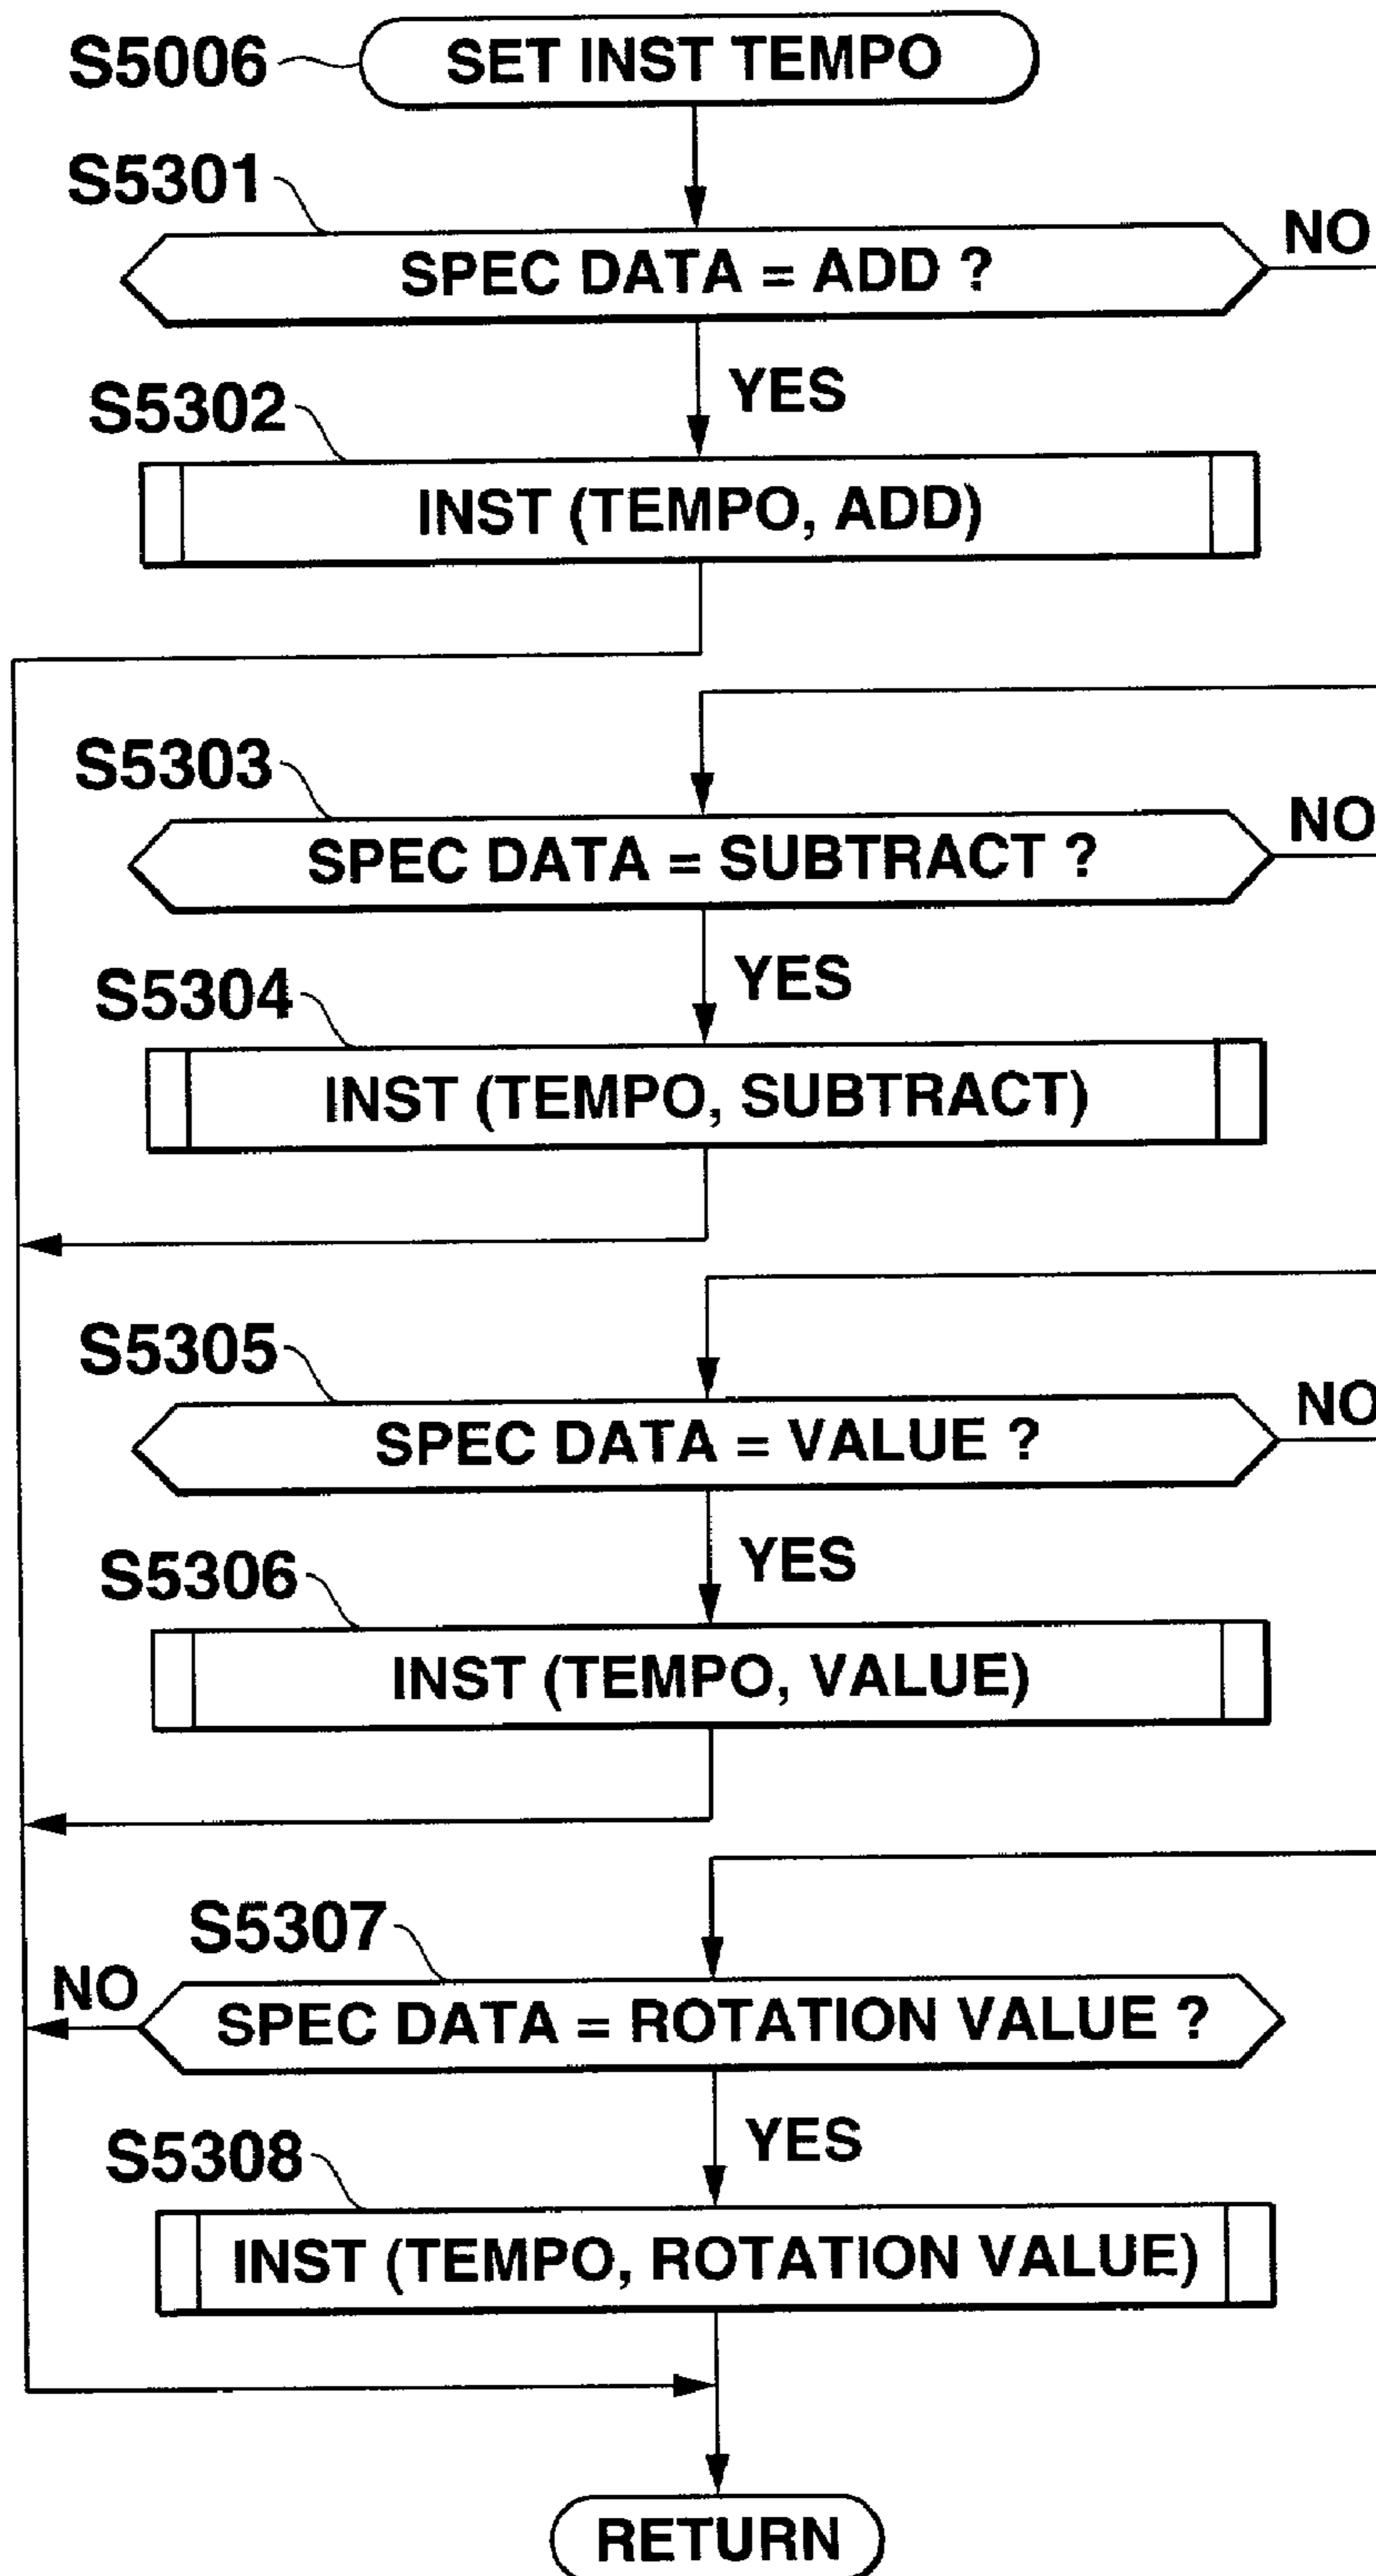 S5006
SET INST TEMPO
S5301
SPEC DATA = ADD ?
NO
YES
S5302
INST (TEMPO, ADD)
S5303
SPEC DATA = SUBTRACT ?
NO
YES
S5304
INST (TEMPO, SUBTRACT)
S5305
SPEC DATA = VALUE ?
NO
YES
S5306
INST (TEMPO, VALUE)
S5307
NO
SPEC DATA = ROTATION VALUE ?
YES
S5308
INST (TEMPO, ROTATION VALUE)
RETURN